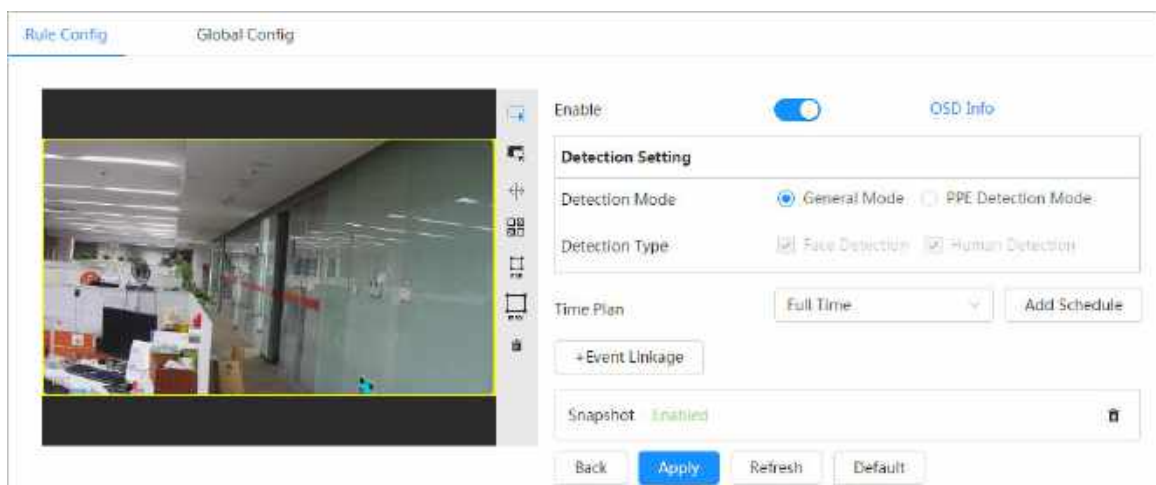 Rule Config Global Config
Enable OSD Info
Detection Setting
Detection Mode General Mode PPE Detection Mode
Detection Type Face Detection Human Detection
Time Plan Full Time Add Schedule
+Event Linkage
Snapshot Enabled
Back Apply Refresh Default